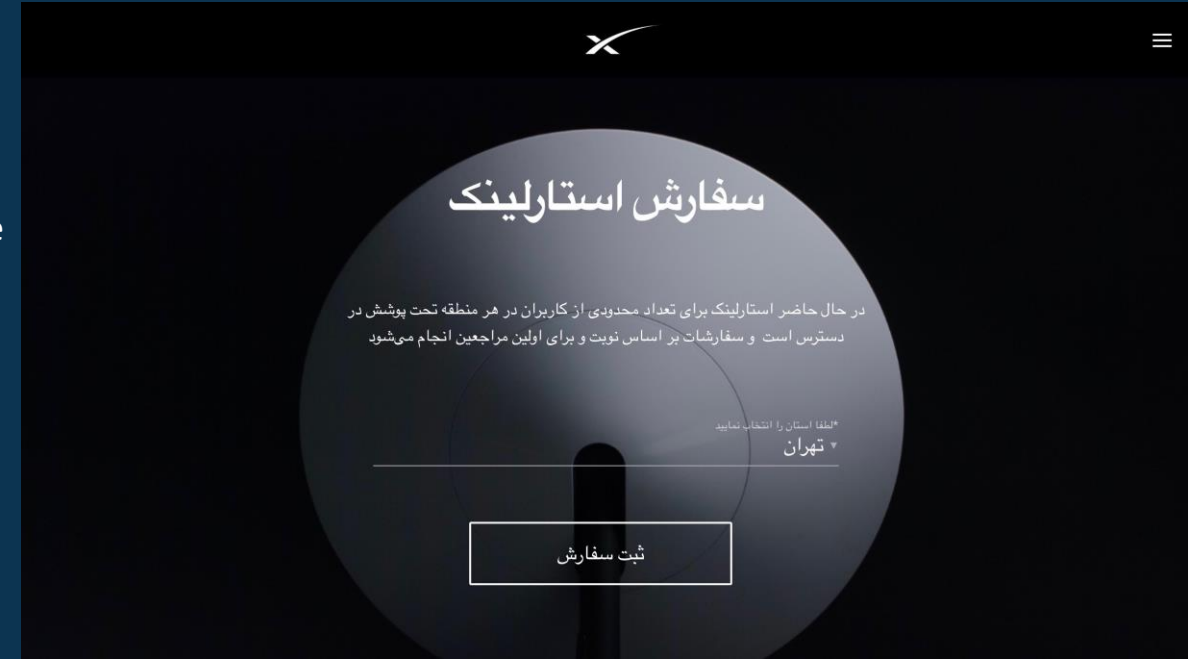 سفارش استارلینک
در حال حاضر استارلینک برای تعداد محدودی از کاربران در هر منطقه تحت پوشش در
دسترس است و سفارشات بر اساس نوبت و برای اولین مراجعین انجام می‌شود
*لطفا استان را انتخاب نمایید
تهران
ثبت سفارش